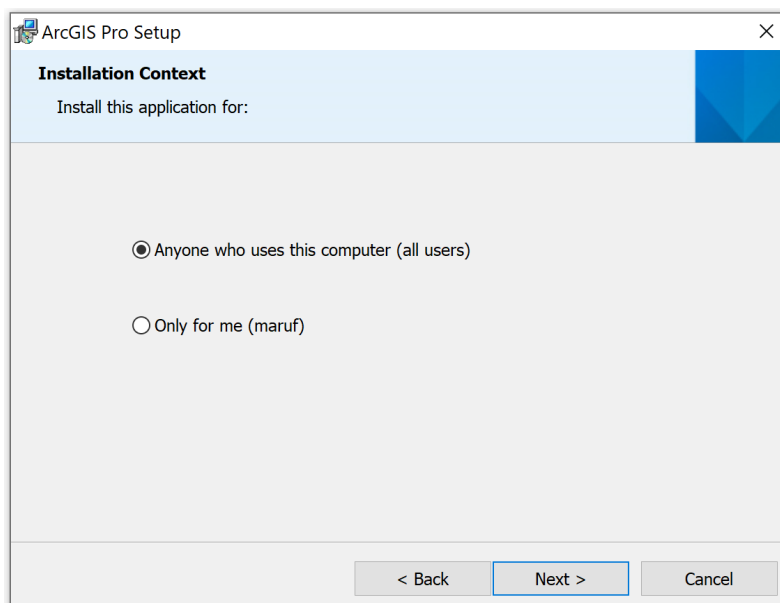 ArcGIS Pro Setup
Installation Context
Install this application for:
Anyone who uses this computer (all users)
Only for me (maruf)
< Back Next > Cancel